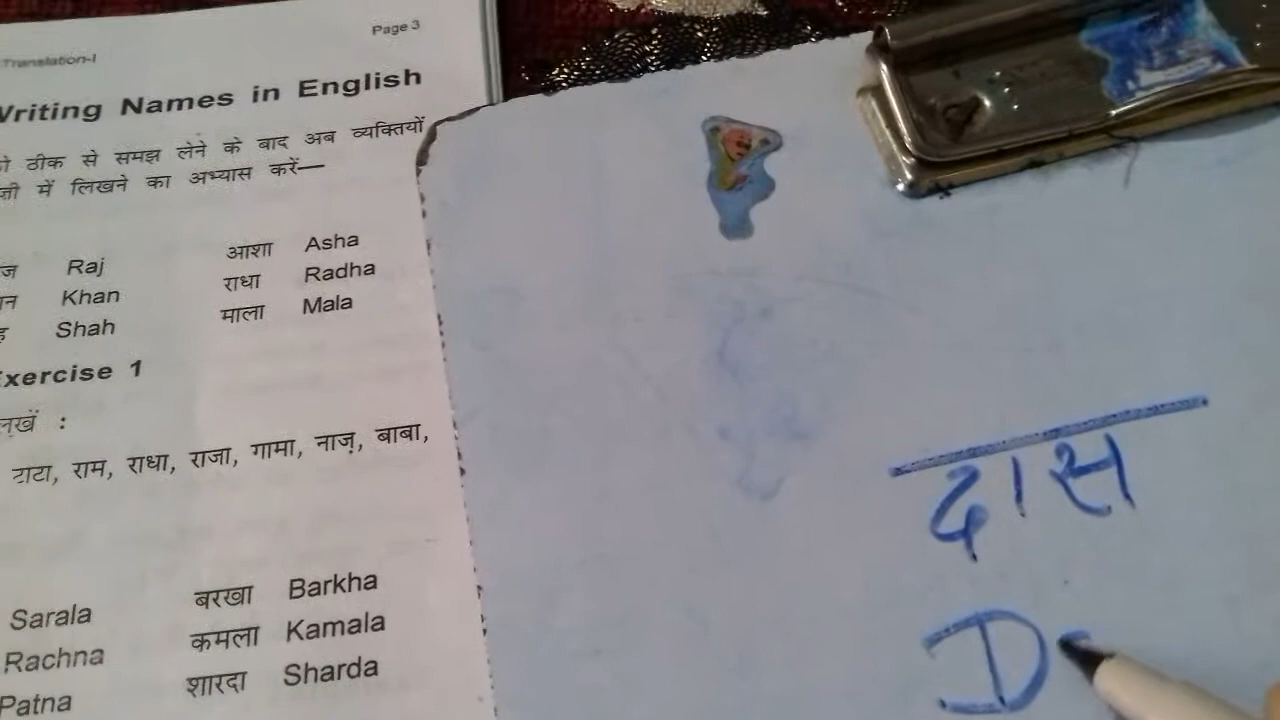 Translation-I Page 3
Writing Names in English
ठीक से समझ लेने के बाद अब व्यक्तियों
में लिखने का अभ्यास करें—
Raj आशा Asha
Khan राधा Radha
Shah माला Mala
Exercise 1
:
टाटा, राम, राधा, राजा, गामा, नाज़, बाबा,
Sarala बरखा Barkha
Rachna कमला Kamala
Patna शारदा Sharda
दास
D